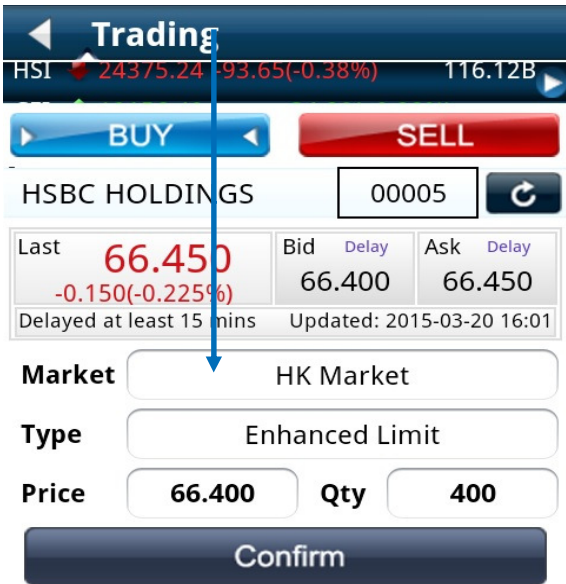 Trading
HSI 24375.24 -93.65(-0.38%) 116.12B
BUY SELL
HSBC HOLDINGS 00005
Last 66.450 -0.150(-0.225%) Bid Delay 66.400 Ask Delay 66.450
Delayed at least 15 mins Updated: 2015-03-20 16:01
Market HK Market
Type Enhanced Limit
Price 66.400 Qty 400
Confirm